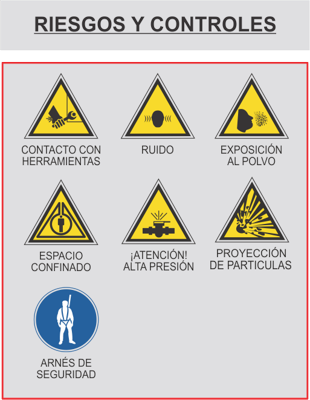 RIESGOS Y CONTROLES
CONTACTO CON
HERRAMIENTAS
RUIDO
EXPOSICIÓN
AL POLVO
ESPACIO
CONFINADO
¡ATENCIÓN!
ALTA PRESIÓN
PROYECCIÓN
DE PARTICULAS
ARNÉS DE
SEGURIDAD